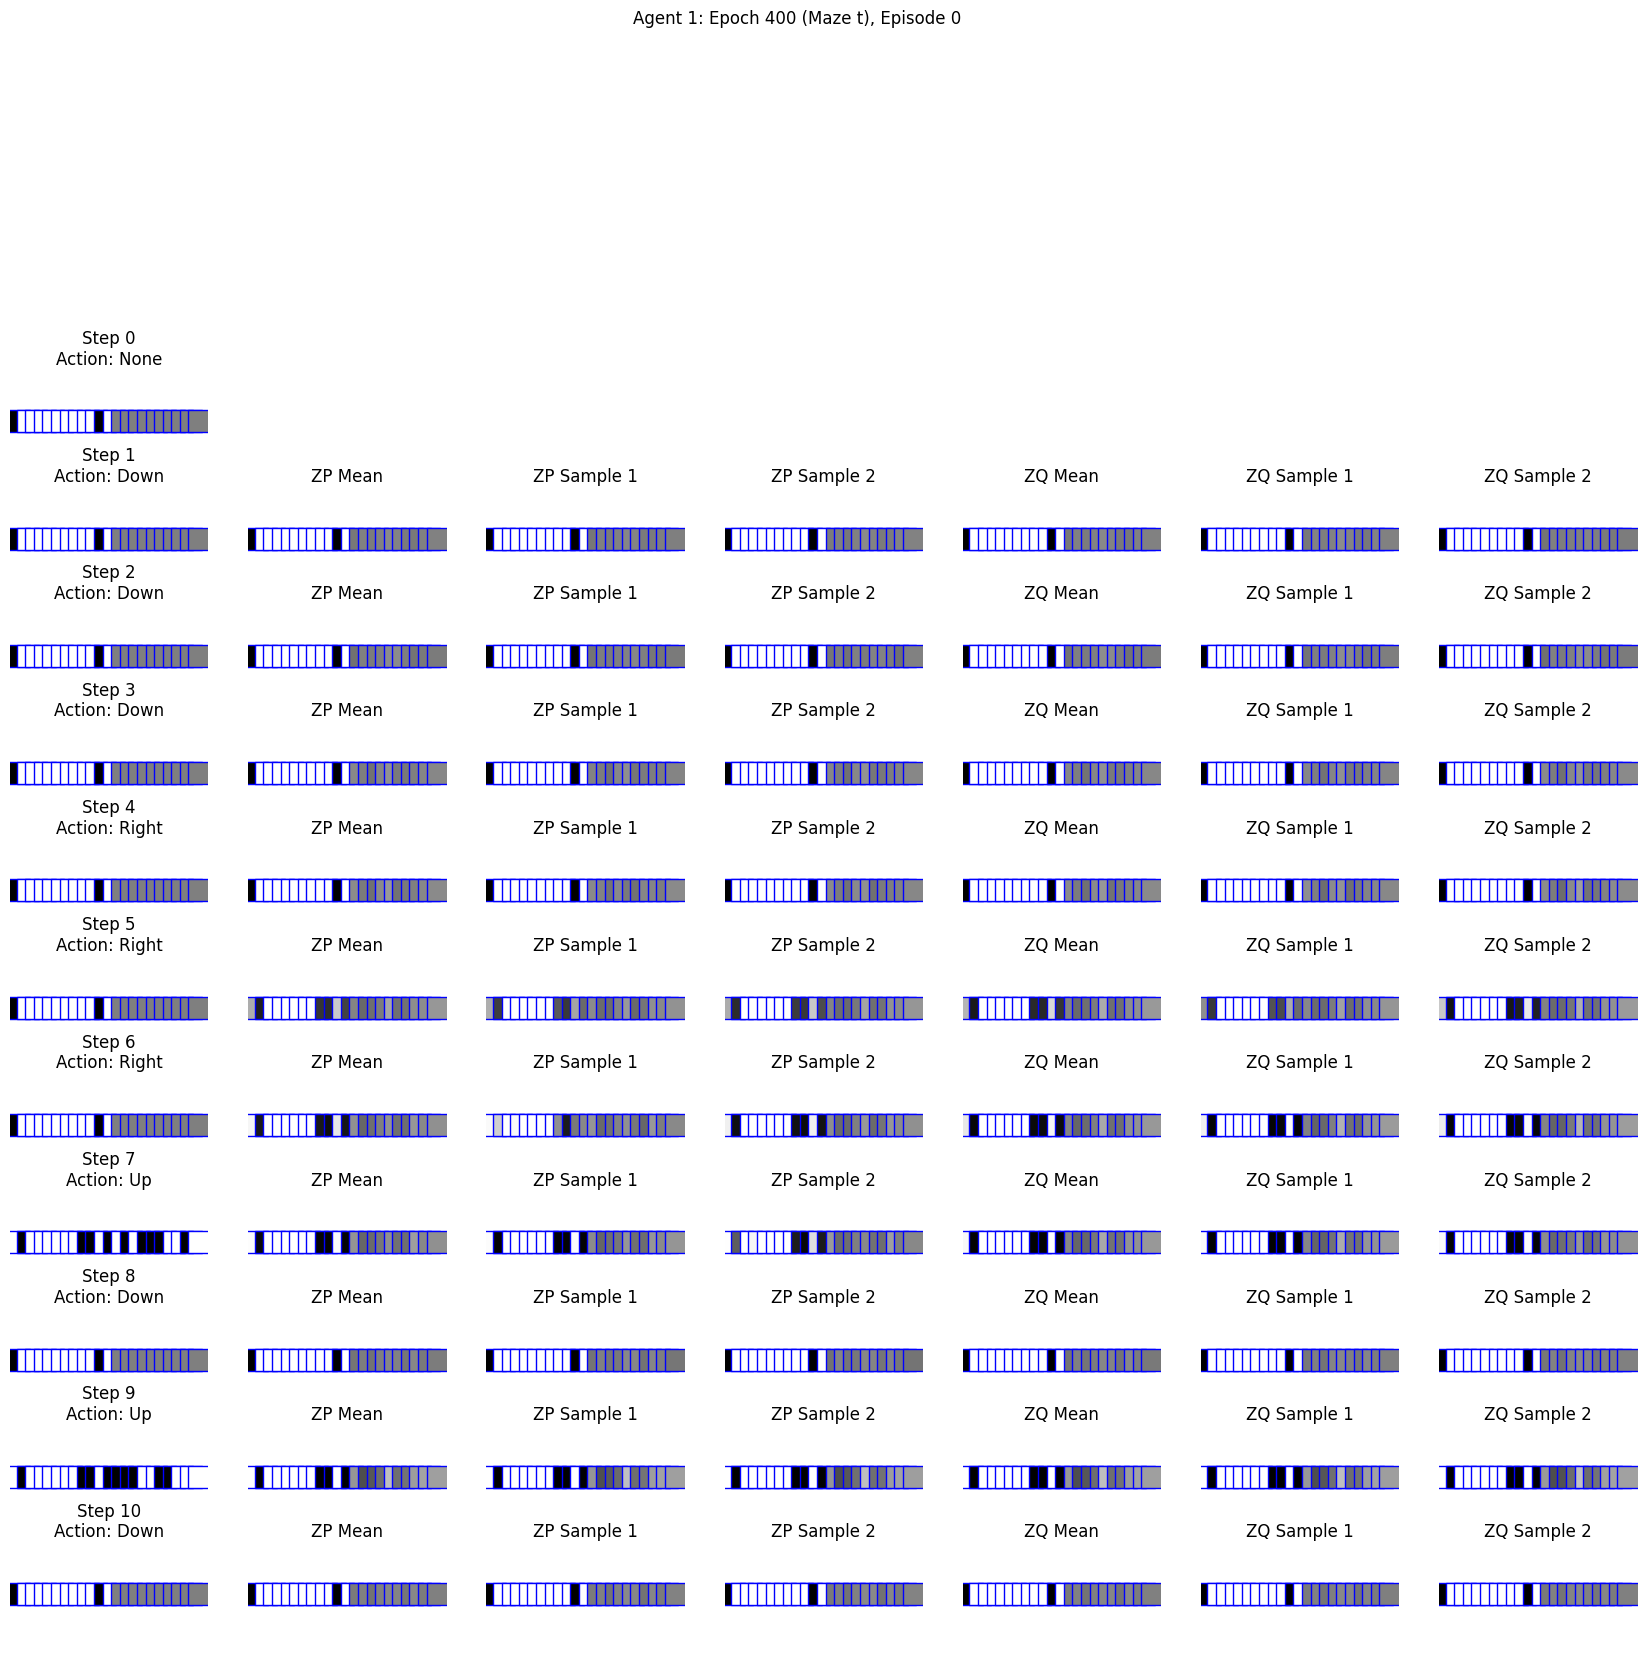 Agent 1: Epoch 400 (Maze t), Episode 0
Step 0
Action: None
Step 1
Action: Down ZP Mean ZP Sample 1 ZP Sample 2 ZQ Mean ZQ Sample 1 ZQ Sample 2
Step 2
Action: Down ZP Mean ZP Sample 1 ZP Sample 2 ZQ Mean ZQ Sample 1 ZQ Sample 2
Step 3
Action: Down ZP Mean ZP Sample 1 ZP Sample 2 ZQ Mean ZQ Sample 1 ZQ Sample 2
Step 4
Action: Right ZP Mean ZP Sample 1 ZP Sample 2 ZQ Mean ZQ Sample 1 ZQ Sample 2
Step 5
Action: Right ZP Mean ZP Sample 1 ZP Sample 2 ZQ Mean ZQ Sample 1 ZQ Sample 2
Step 6
Action: Right ZP Mean ZP Sample 1 ZP Sample 2 ZQ Mean ZQ Sample 1 ZQ Sample 2
Step 7
Action: Up ZP Mean ZP Sample 1 ZP Sample 2 ZQ Mean ZQ Sample 1 ZQ Sample 2
Step 8
Action: Down ZP Mean ZP Sample 1 ZP Sample 2 ZQ Mean ZQ Sample 1 ZQ Sample 2
Step 9
Action: Up ZP Mean ZP Sample 1 ZP Sample 2 ZQ Mean ZQ Sample 1 ZQ Sample 2
Step 10
Action: Down ZP Mean ZP Sample 1 ZP Sample 2 ZQ Mean ZQ Sample 1 ZQ Sample 2